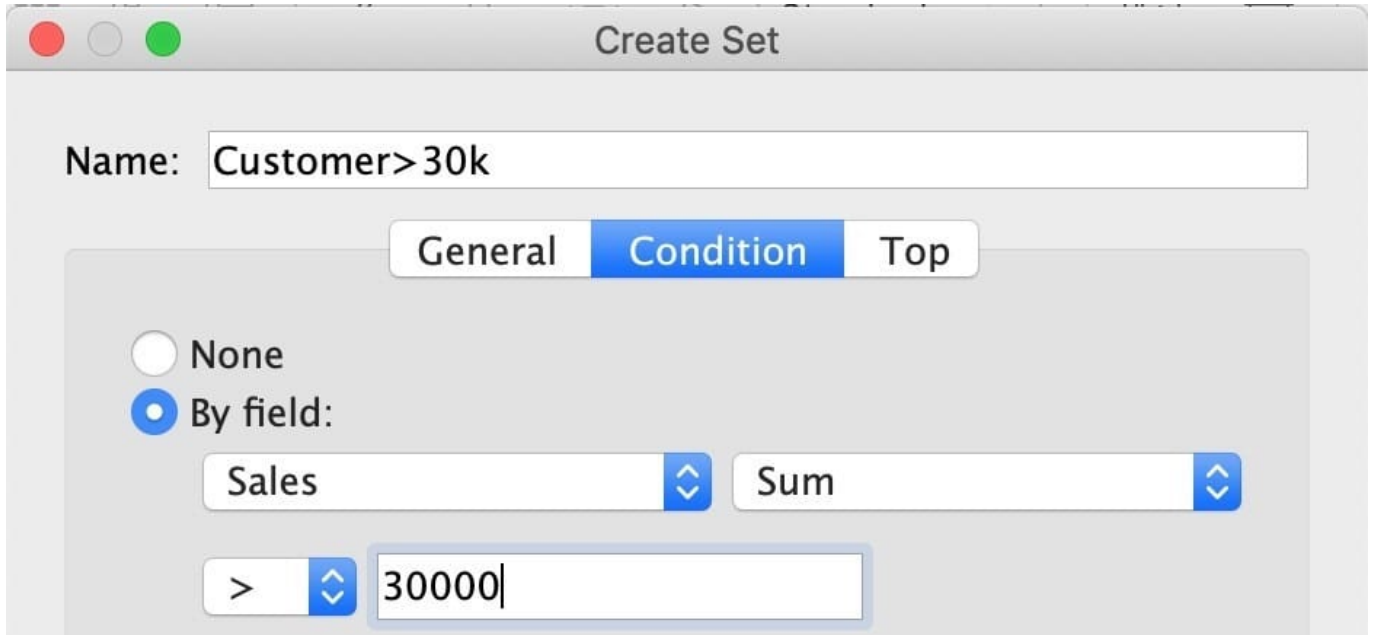 Create Set
Name: Customer>30k
General Condition Top
None
By field:
Sales Sum
> 30000